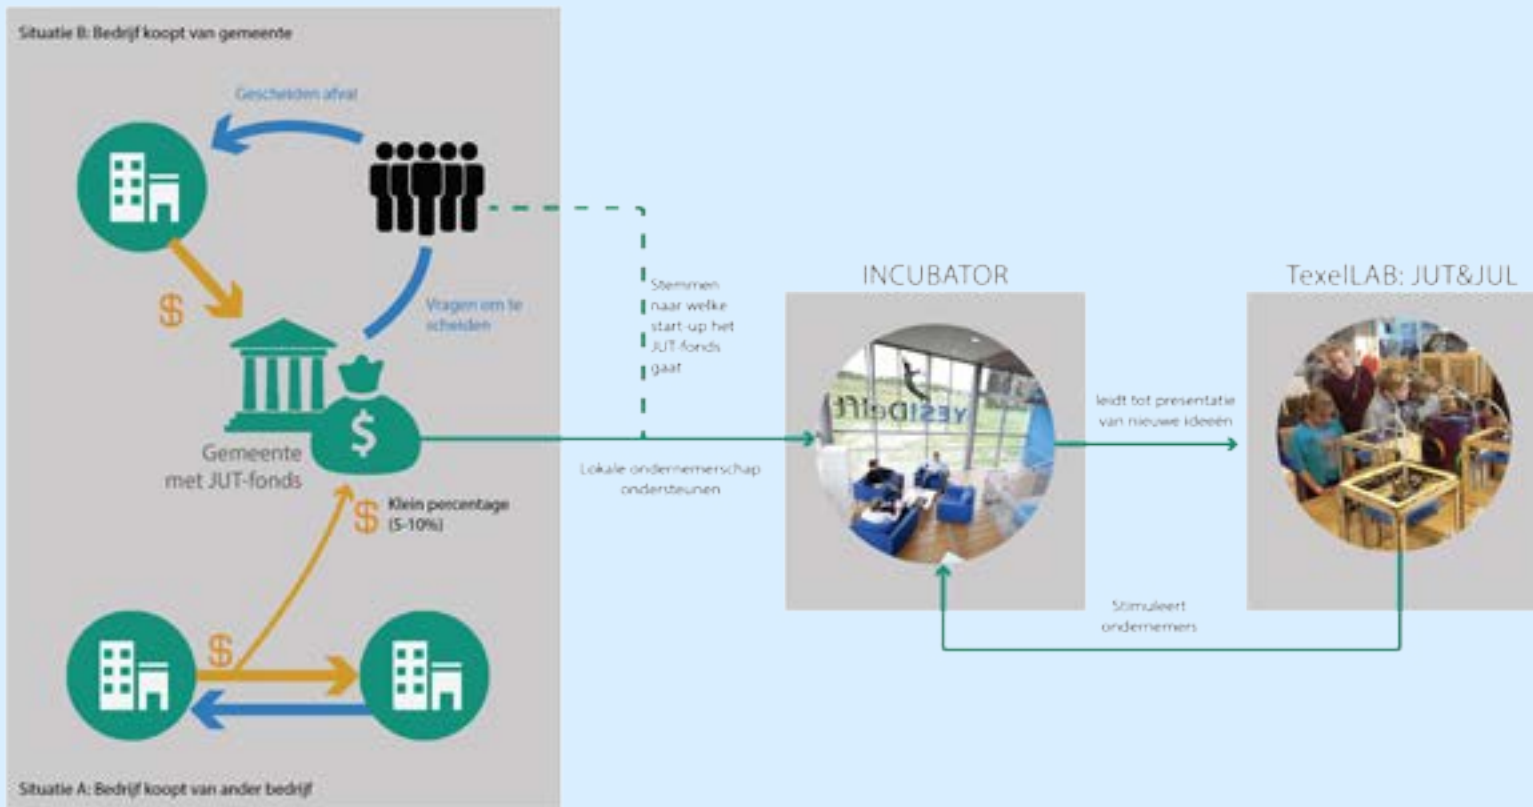 Situatie B: Bedrijf koopt van gemeente
Gescheiden afval
$
Vragen om te
scheiden
$
Gemeente
met JUT-fonds
$ Klein percentage
(5-10%)
$
Situatie A: Bedrijf koopt van ander bedrijf
Stemmen
naar welke
start-up het
JUT-fonds
gaat
Lokale ondernemerschap
ondersteunen
INCUBATOR
YES!Delft
leidt tot presentatie
van nieuwe ideeën
TexelLAB: JUT&JUL
Stimuleert
ondernemers